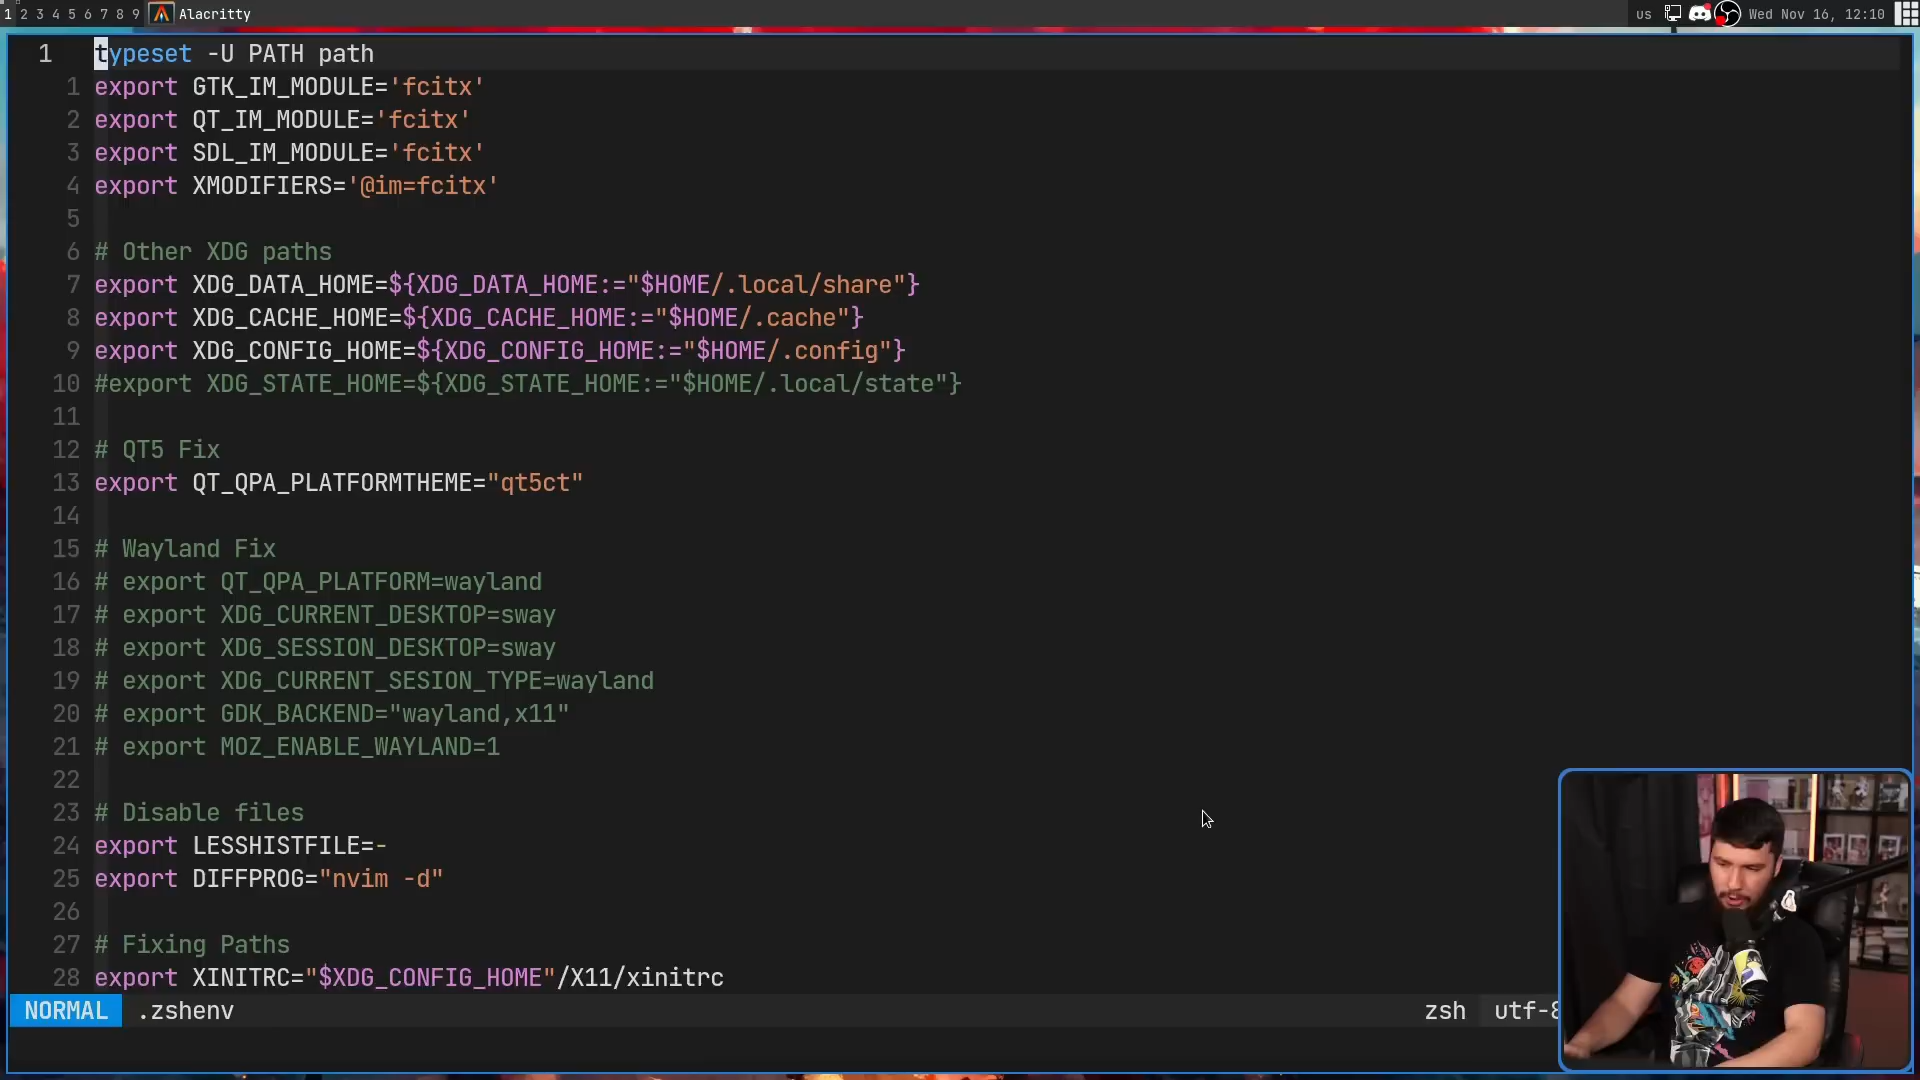 1 2 3 4 5 6 7 8 9 Alacritty us Wed Nov 16, 12:10
1 typeset -U PATH path
1 export GTK_IM_MODULE='fcitx'
2 export QT_IM_MODULE='fcitx'
3 export SDL_IM_MODULE='fcitx'
4 export XMODIFIERS='@im=fcitx'
5
6 # Other XDG paths
7 export XDG_DATA_HOME=${XDG_DATA_HOME:="$HOME/.local/share"}
8 export XDG_CACHE_HOME=${XDG_CACHE_HOME:="$HOME/.cache"}
9 export XDG_CONFIG_HOME=${XDG_CONFIG_HOME:="$HOME/.config"}
10 #export XDG_STATE_HOME=${XDG_STATE_HOME:="$HOME/.local/state"}
11
12 # QT5 Fix
13 export QT_QPA_PLATFORMTHEME="qt5ct"
14
15 # Wayland Fix
16 # export QT_QPA_PLATFORM=wayland
17 # export XDG_CURRENT_DESKTOP=sway
18 # export XDG_SESSION_DESKTOP=sway
19 # export XDG_CURRENT_SESION_TYPE=wayland
20 # export GDK_BACKEND="wayland,x11"
21 # export MOZ_ENABLE_WAYLAND=1
22
23 # Disable files
24 export LESSHISTFILE=-
25 export DIFFPROG="nvim -d"
26
27 # Fixing Paths
28 export XINITRC="$XDG_CONFIG_HOME"/X11/xinitrc
NORMAL .zshenv zsh utf-8